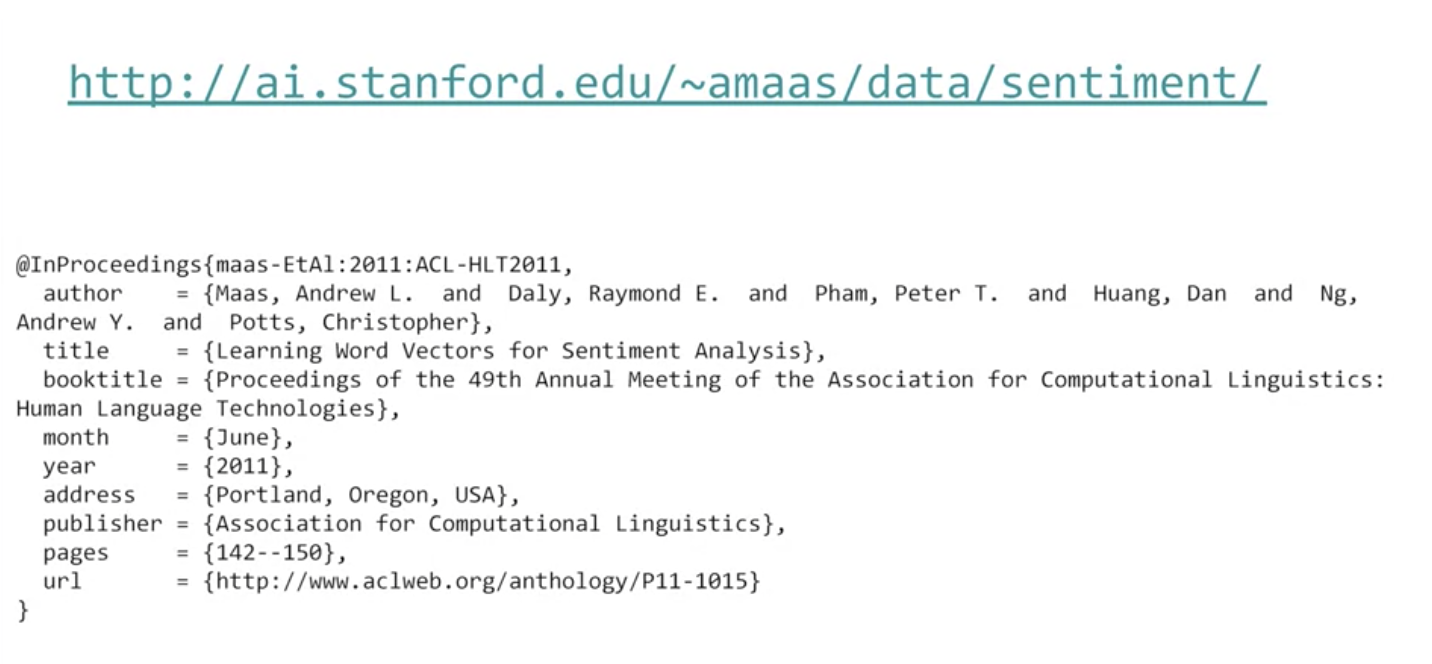 http://ai.stanford.edu/~amaas/data/sentiment/
@InProceedings{maas-EtAl:2011:ACL-HLT2011,
  author    = {Maas, Andrew L.  and  Daly, Raymond E.  and  Pham, Peter T.  and  Huang, Dan  and  Ng,
Andrew Y.  and  Potts, Christopher},
  title     = {Learning Word Vectors for Sentiment Analysis},
  booktitle = {Proceedings of the 49th Annual Meeting of the Association for Computational Linguistics:
Human Language Technologies},
  month     = {June},
  year      = {2011},
  address   = {Portland, Oregon, USA},
  publisher = {Association for Computational Linguistics},
  pages     = {142--150},
  url       = {http://www.aclweb.org/anthology/P11-1015}
}